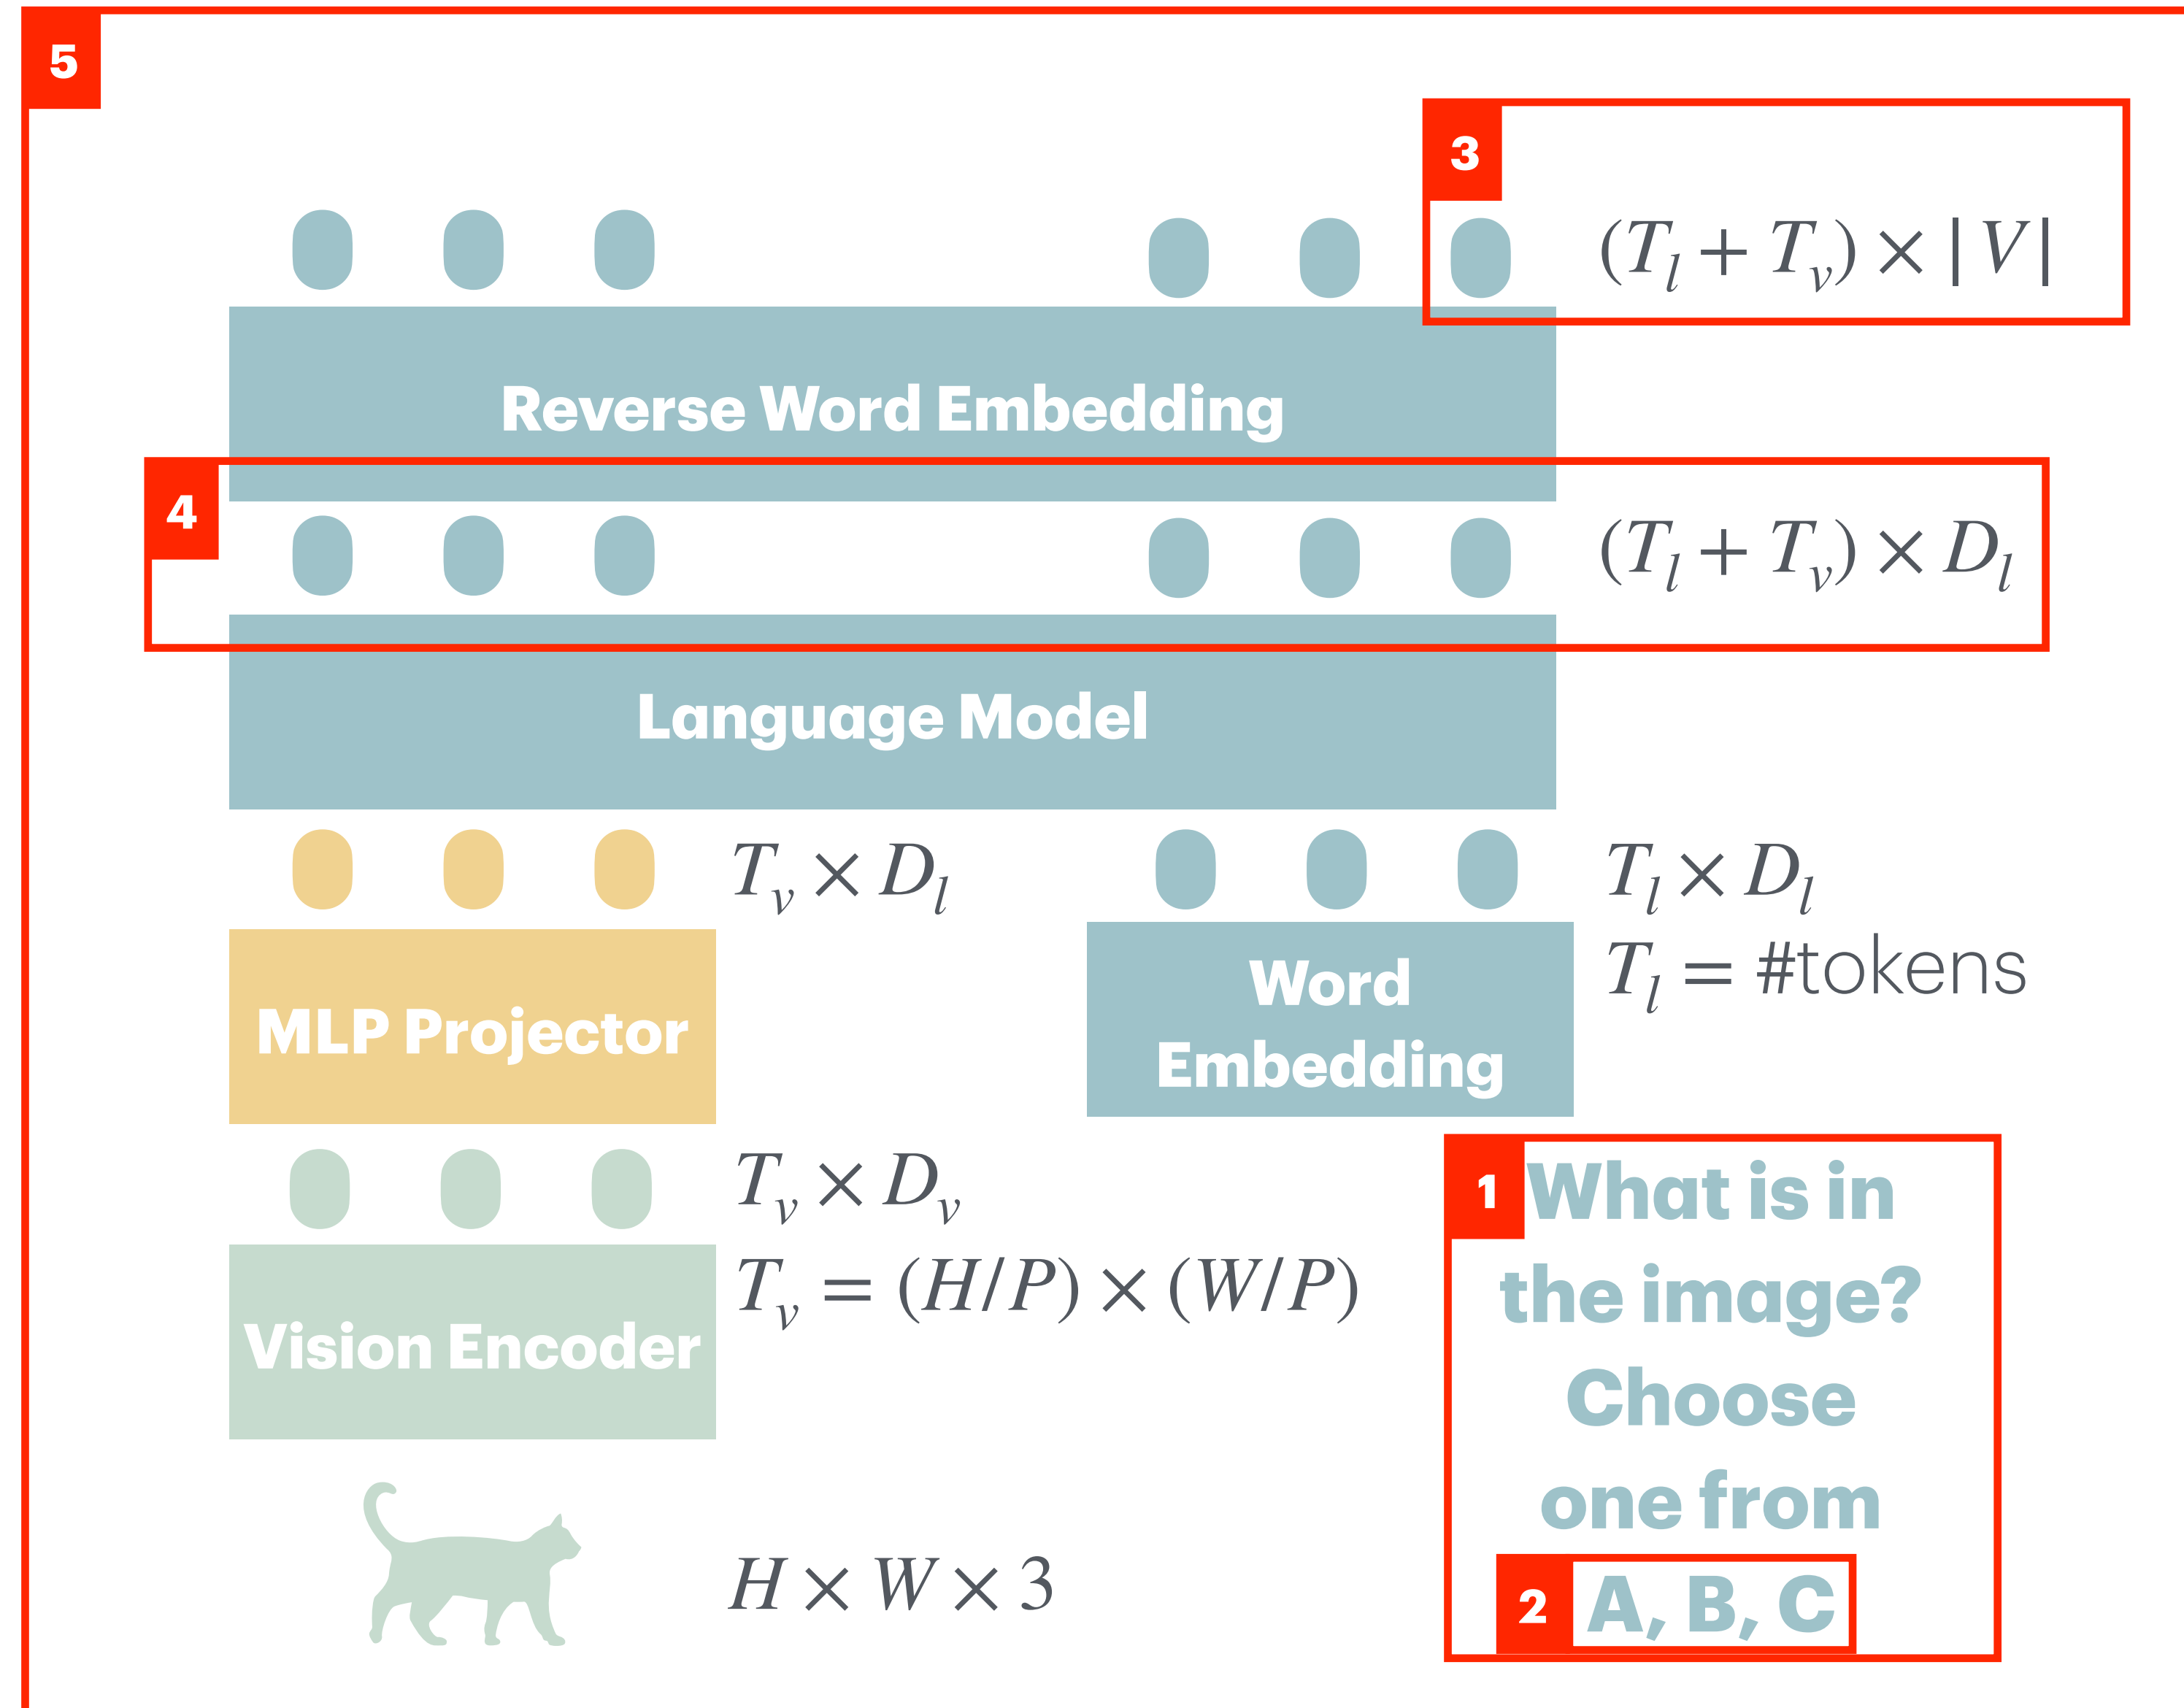 5
3
(T_l + T_v) × |V|
Reverse Word Embedding
4
(T_l + T_v) × D_l
Language Model
T_v × D_l
T_l × D_l
T_l = #tokens
MLP Projector
Word
Embedding
T_v × D_v
T_v = (H/P) × (W/P)
Vision Encoder
H × W × 3
1
What is in
the image?
Choose
one from
2
A, B, C